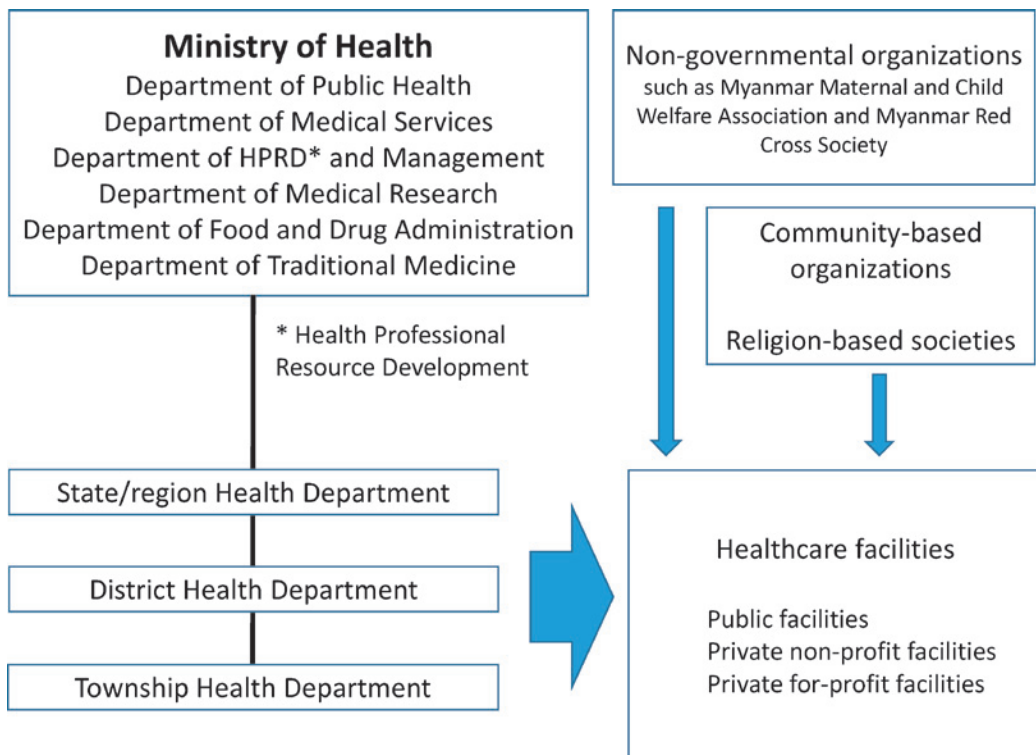 Ministry of Health
Department of Public Health
Department of Medical Services
Department of HPRD* and Management
Department of Medical Research
Department of Food and Drug Administration
Department of Traditional Medicine
* Health Professional
Resource Development
State/region Health Department
District Health Department
Township Health Department
Non-governmental organizations
such as Myanmar Maternal and Child
Welfare Association and Myanmar Red
Cross Society
Community-based
organizations
Religion-based societies
Healthcare facilities
Public facilities
Private non-profit facilities
Private for-profit facilities